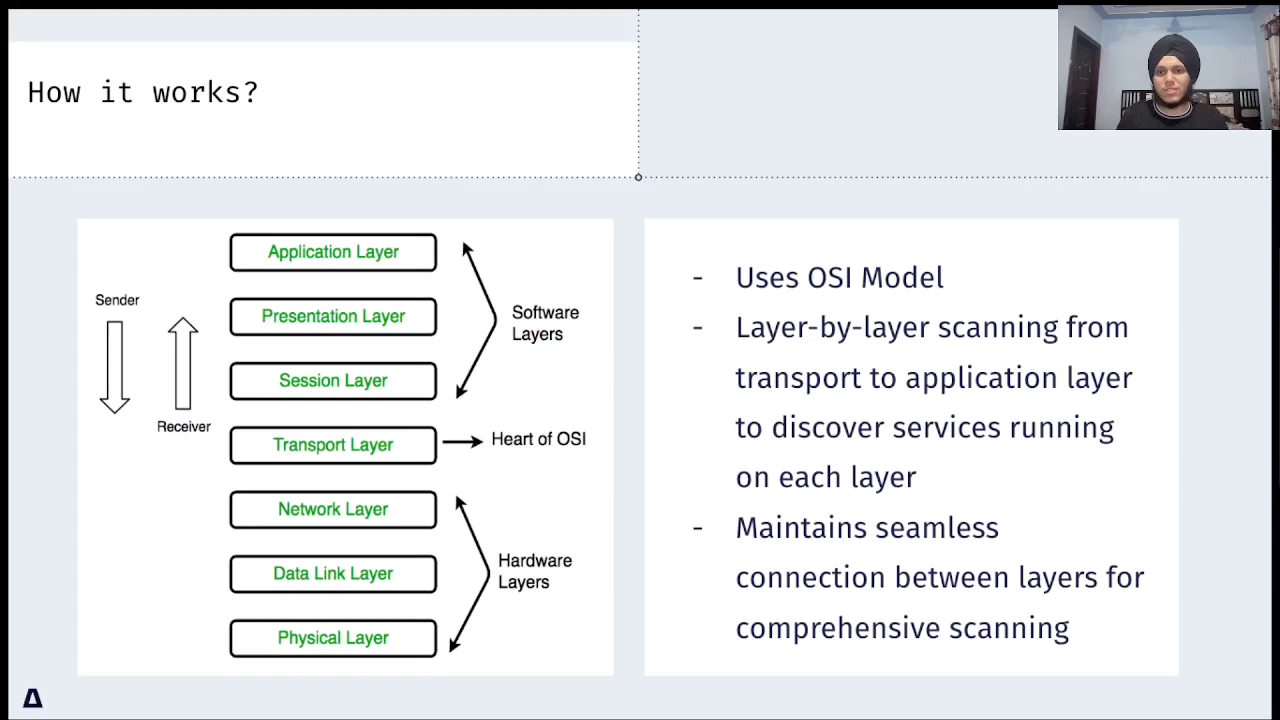 How it works?
Application Layer
Sender
Presentation Layer
Software
Layers
Session Layer
Receiver
Transport Layer
Heart of OSI
Network Layer
Hardware
Layers
Data Link Layer
Physical Layer
- Uses OSI Model
- Layer-by-layer scanning from
transport to application layer
to discover services running
on each layer
- Maintains seamless
connection between layers for
comprehensive scanning